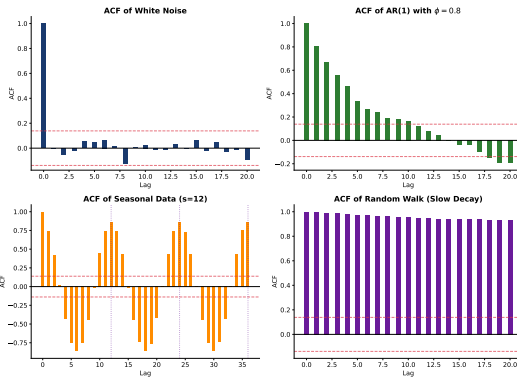 ACF of White Noise
1.0
0.8
0.6
0.4
0.2
0.0
ACF
0.0 2.5 5.0 7.5 10.0 12.5 15.0 17.5 20.0
Lag
ACF of AR(1) with ϕ = 0.8
1.0
0.8
0.6
0.4
0.2
0.0
−0.2
ACF
0.0 2.5 5.0 7.5 10.0 12.5 15.0 17.5 20.0
Lag
ACF of Seasonal Data (s=12)
1.00
0.75
0.50
0.25
0.00
−0.25
−0.50
−0.75
ACF
0 5 10 15 20 25 30 35
Lag
ACF of Random Walk (Slow Decay)
1.0
0.8
0.6
0.4
0.2
0.0
ACF
0.0 2.5 5.0 7.5 10.0 12.5 15.0 17.5 20.0
Lag